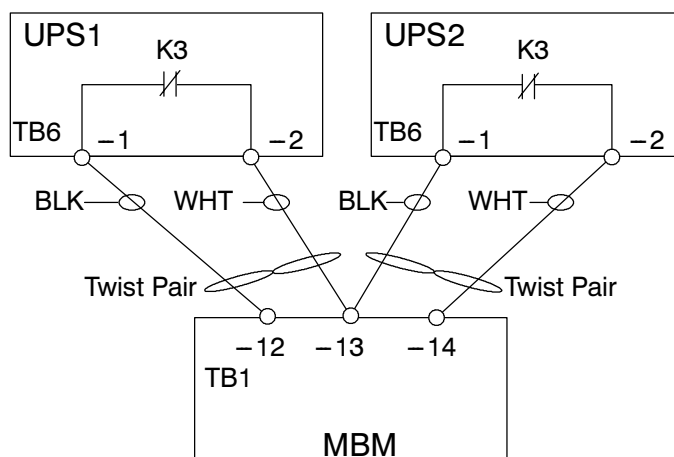 UPS1
UPS2
K3
K3
TB6
−1
−2
TB6
−1
−2
BLK
WHT
BLK
WHT
Twist Pair
Twist Pair
−12
−13
−14
TB1
MBM